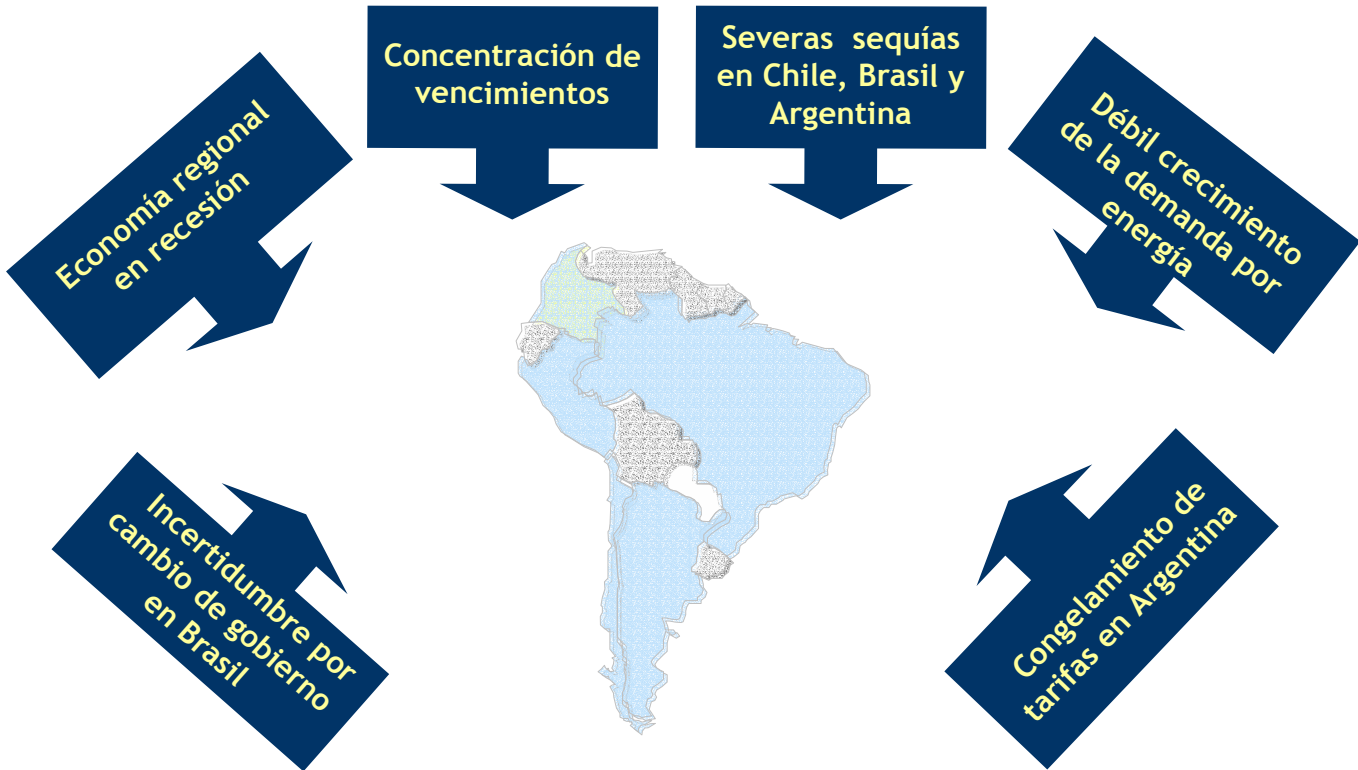 Concentración de
vencimientos
Severas sequías
en Chile, Brasil y
Argentina
Economía regional
en recesión
Débil crecimiento
de la demanda por
energía
Incertidumbre por
cambio de gobierno
en Brasil
Congelamiento de
tarifas en Argentina